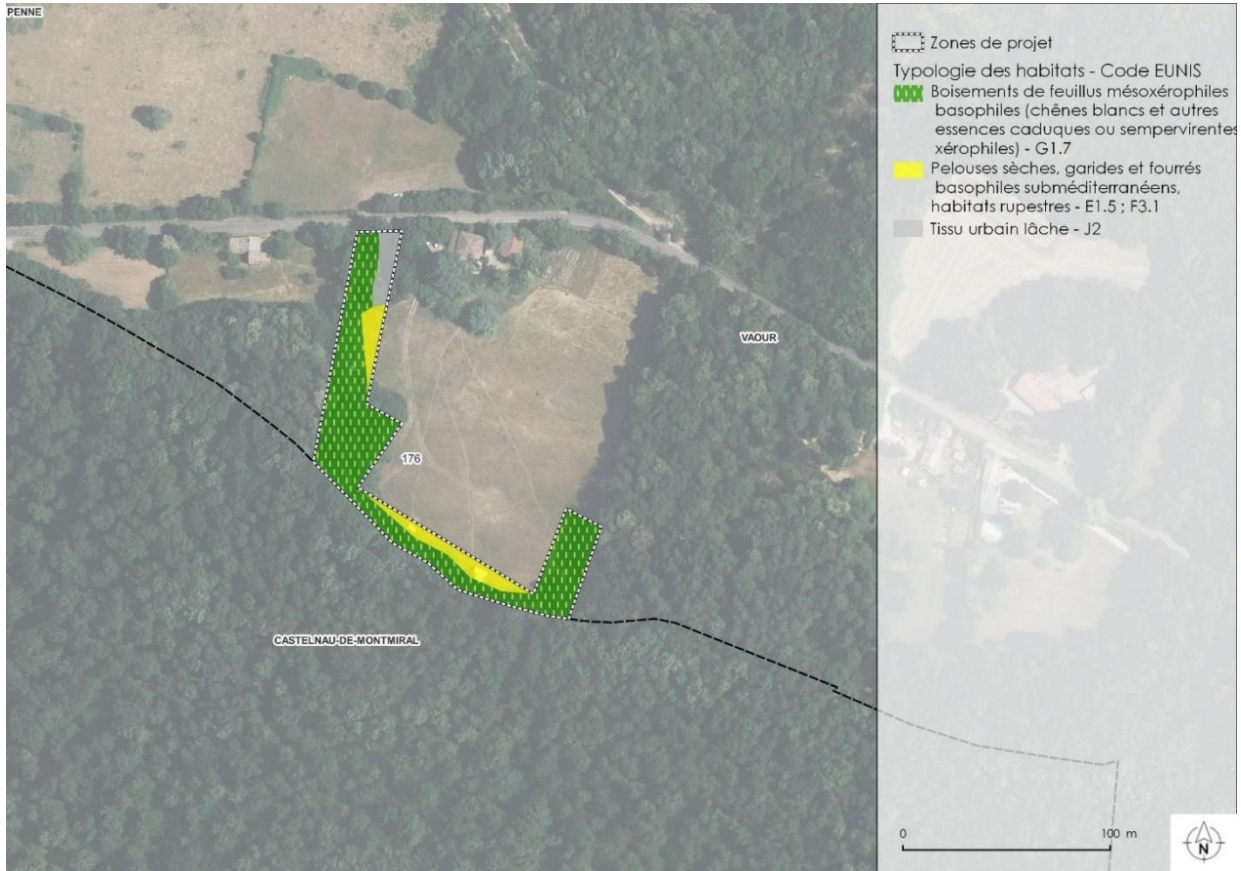 PENNE
Zones de projet
Typologie des habitats - Code EUNIS
Boisements de feuillus mésoxérophiles
basophiles (chênes blancs et autres
essences caduques ou sempervirentes
xérophiles) - G1.7
Pelouses sèches, garides et fourrés
basophiles subméditerranéens,
habitats rupestres - E1.5 ; F3.1
Tissu urbain lâche - J2
VAOUR
176
CASTELNAU-DE-MONTMIRAL
0 100 m
N